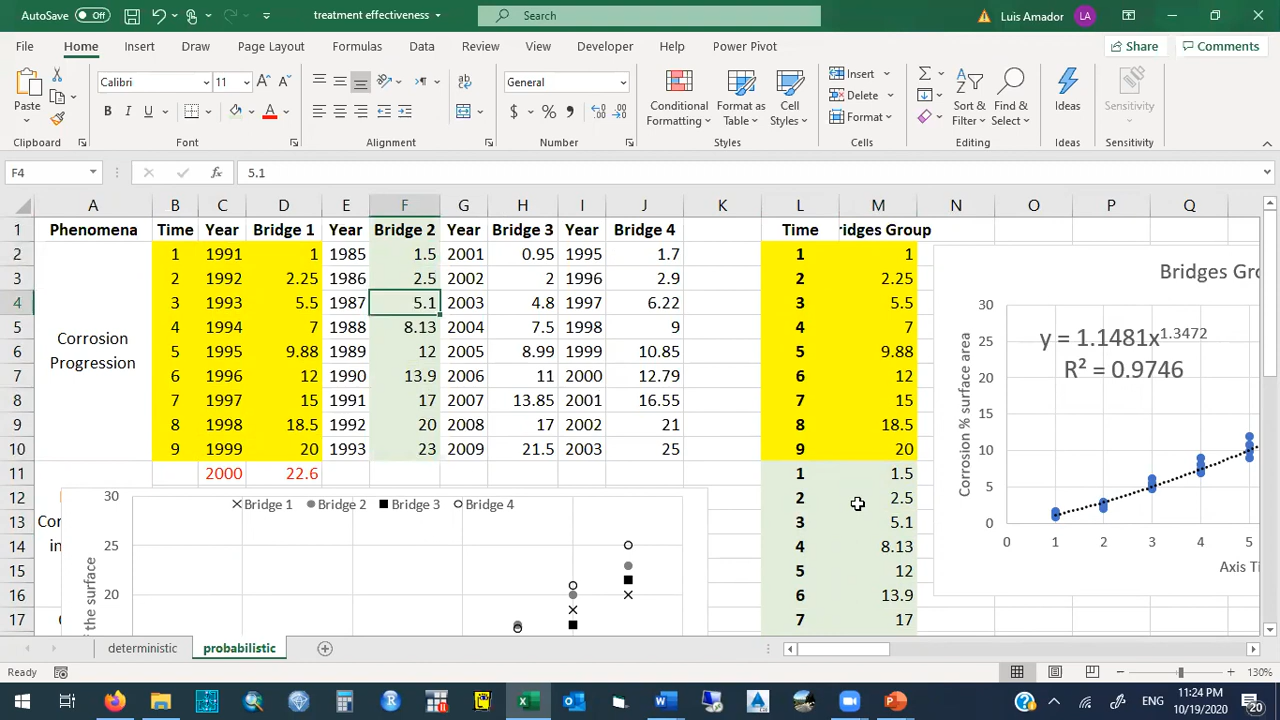 AutoSave Off treatment effectiveness Search Luis Amador LA
File Home Insert Draw Page Layout Formulas Data Review View Developer Help Power Pivot Share Comments
Paste Calibri 11 General Conditional Formatting Format as Table Cell Styles Insert Delete Format Sort & Filter Find & Select Ideas Sensitivity
Clipboard Font Alignment Number Styles Cells Editing Ideas Sensitivity
F4 fx 5.1
A B C D E F G H I J K L M N O P Q
1 Phenomena Time Year Bridge 1 Year Bridge 2 Year Bridge 3 Year Bridge 4 Time ridges Group
2 1 1991 1 1985 1.5 2001 0.95 1995 1.7 1 1
3 2 1992 2.25 1986 2.5 2002 2 1996 2.9 2 2.25
4 3 1993 5.5 1987 5.1 2003 4.8 1997 6.22 3 5.5
5 4 1994 7 1988 8.13 2004 7.5 1998 9 4 7
6 5 1995 9.88 1989 12 2005 8.99 1999 10.85 5 9.88
7 6 1996 12 1990 13.9 2006 11 2000 12.79 6 12
8 7 1997 15 1991 17 2007 13.85 2001 16.55 7 15
9 8 1998 18.5 1992 20 2008 17 2002 21 8 18.5
10 9 1999 20 1993 23 2009 21.5 2003 25 9 20
Corrosion
Progression
11 2000 22.6 1 1.5
12 2 2.5
13 Cor 3 5.1
14 in 4 8.13
15 5 12
16 6 13.9
17 7 17
Bridges Gro
y = 1.1481x^1.3472
R² = 0.9746
Corrosion % surface area
30
25
20
15
10
5
0
0 1 2 3 4 5
Axis Ti
Bridge 1 Bridge 2 Bridge 3 Bridge 4
30
25
20
the surface
deterministic probabilistic
Ready 130%
ENG 11:24 PM 10/19/2020 20